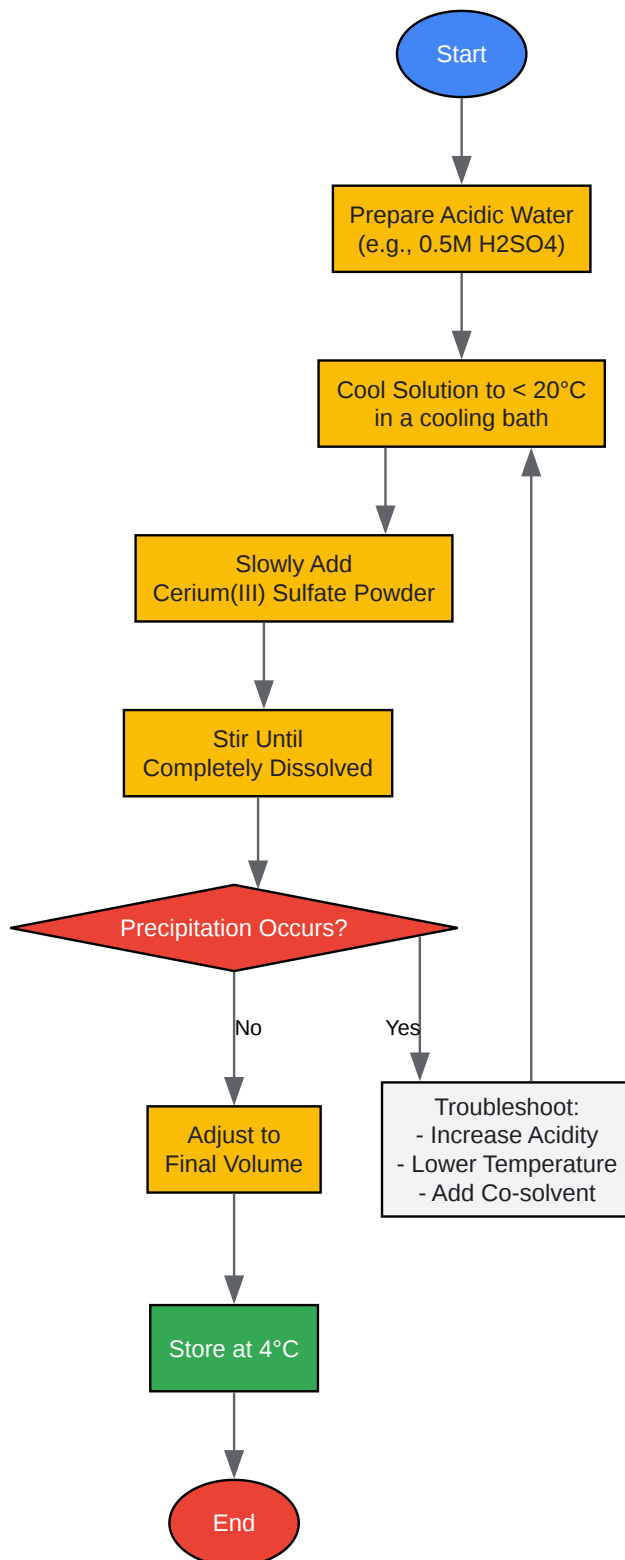 Start
Prepare Acidic Water
(e.g., 0.5M H2SO4)
Cool Solution to < 20°C
in a cooling bath
Slowly Add
Cerium(III) Sulfate Powder
Stir Until
Completely Dissolved
Precipitation Occurs?
No
Yes
Troubleshoot:
- Increase Acidity
- Lower Temperature
- Add Co-solvent
Adjust to
Final Volume
Store at 4°C
End